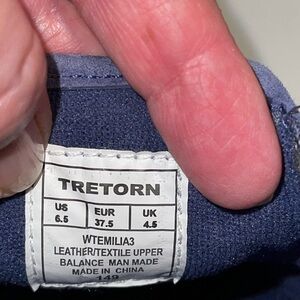 TRETORN
US EUR UK
6.5 37.5 4.5
WTEMILIA3
LEATHER/TEXTILE UPPER
BALANCE MAN MADE
MADE IN CHINA
149